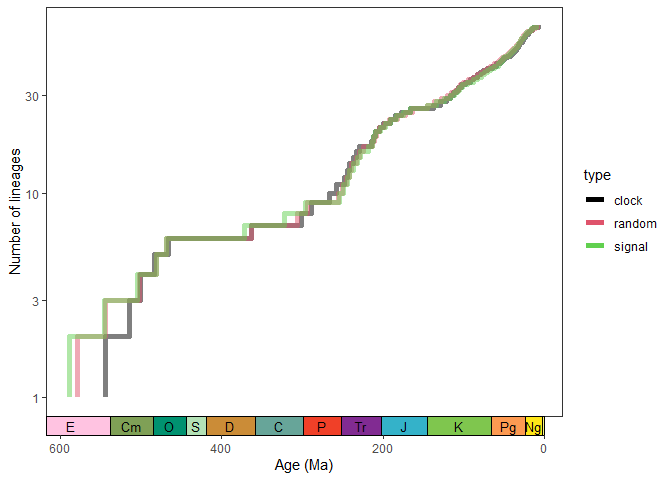 Number of lineages
30
10
3
1
E Cm O S D C P Tr J K Pg Ng
600 400 200 0
Age (Ma)
type
clock
random
signal